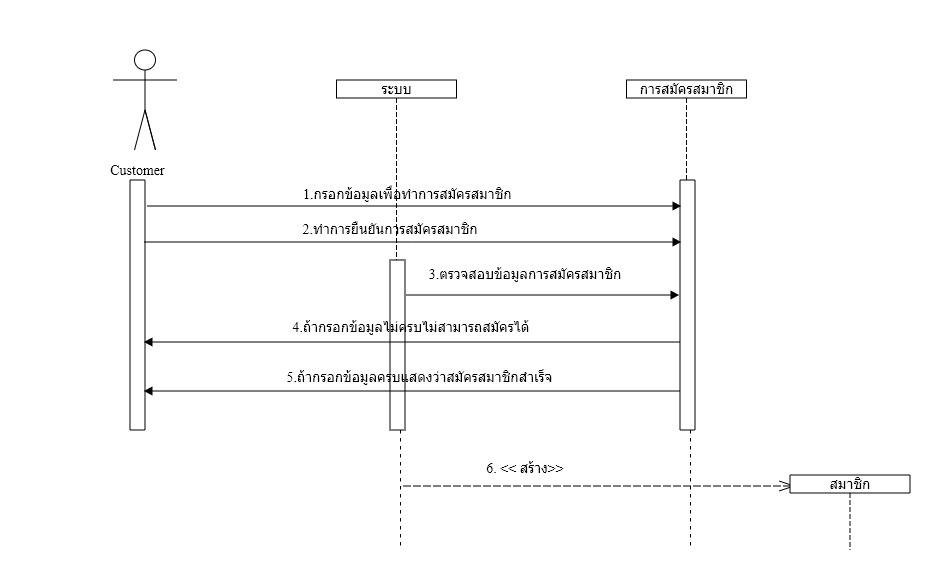 ระบบ
การสมัครสมาชิก
Customer
1.กรอกข้อมูลเพื่อทำการสมัครสมาชิก
2.ทำการยืนยันการสมัครสมาชิก
3.ตรวจสอบข้อมูลการสมัครสมาชิก
4.ถ้ากรอกข้อมูลไม่ครบไม่สามารถสมัครได้
5.ถ้ากรอกข้อมูลครบแสดงว่าสมัครสมาชิกสำเร็จ
6. << สร้าง>>
สมาชิก